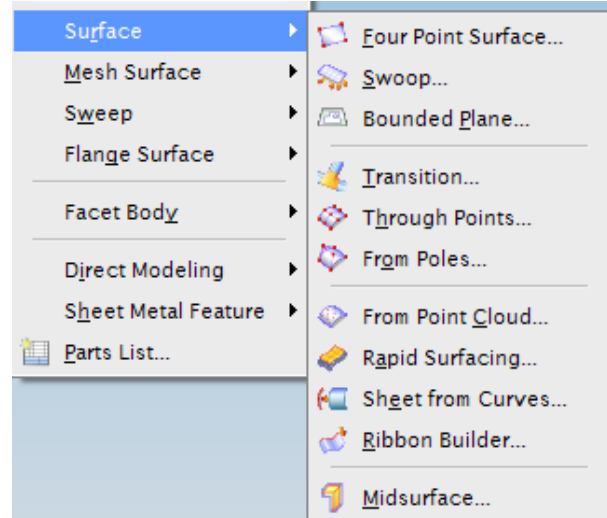 Surface
Mesh Surface
Sweep
Flange Surface
Facet Body
Direct Modeling
Sheet Metal Feature
Parts List...
Four Point Surface...
Swoop...
Bounded Plane...
Transition...
Through Points...
From Poles...
From Point Cloud...
Rapid Surfacing...
Sheet from Curves...
Ribbon Builder...
Midsurface...